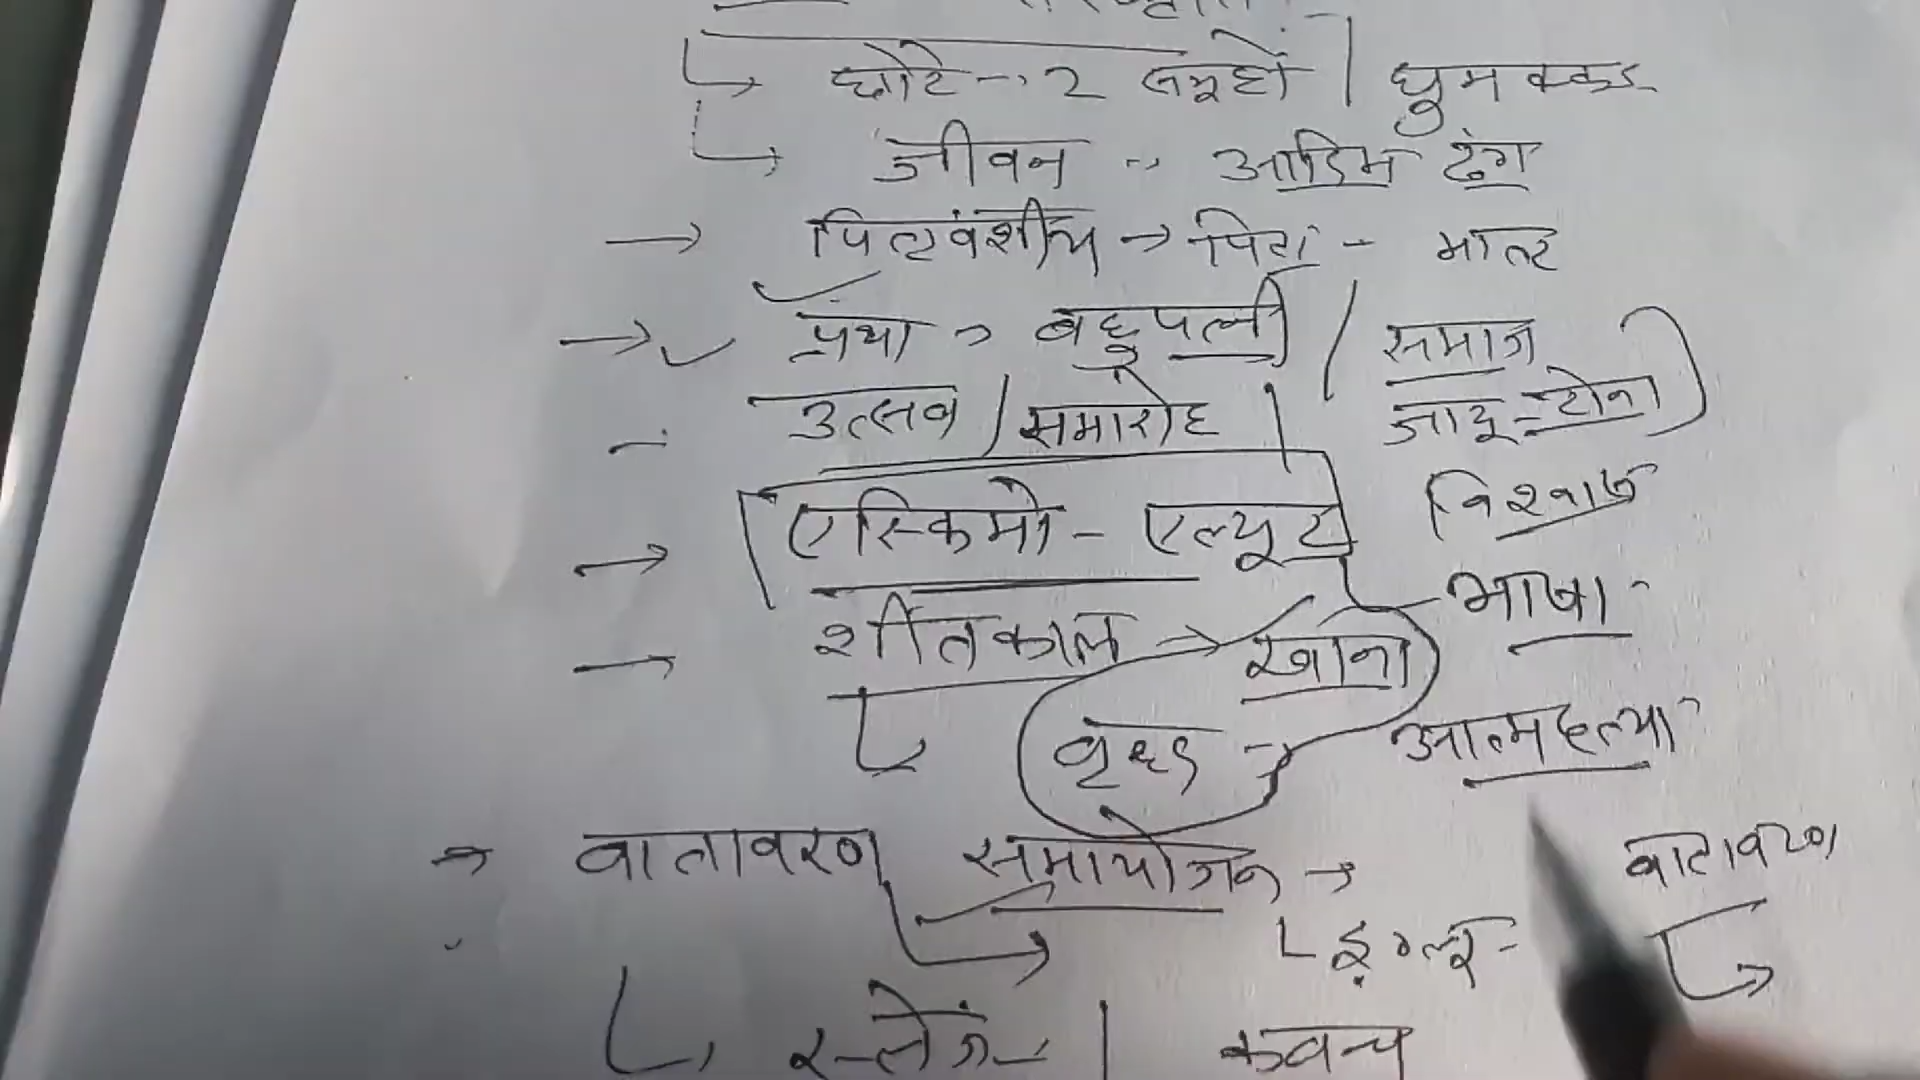 छोटे -> 2 समूहों | घुमक्कड़
जीवन -> आदिम ढंग
पितृवंशीय -> पितृ - मातृ
प्रथा -> बहुपत्नी / समाज
उत्सव / समारोह | जादू-टोना
विश्वास
एस्किमो - एल्यूट
भाषा
शीतकाल -> खाना
वृद्ध -> आत्महत्या
वातावरण समायोजन -> वातावरण
इग्लू -
स्लेज - | कवच